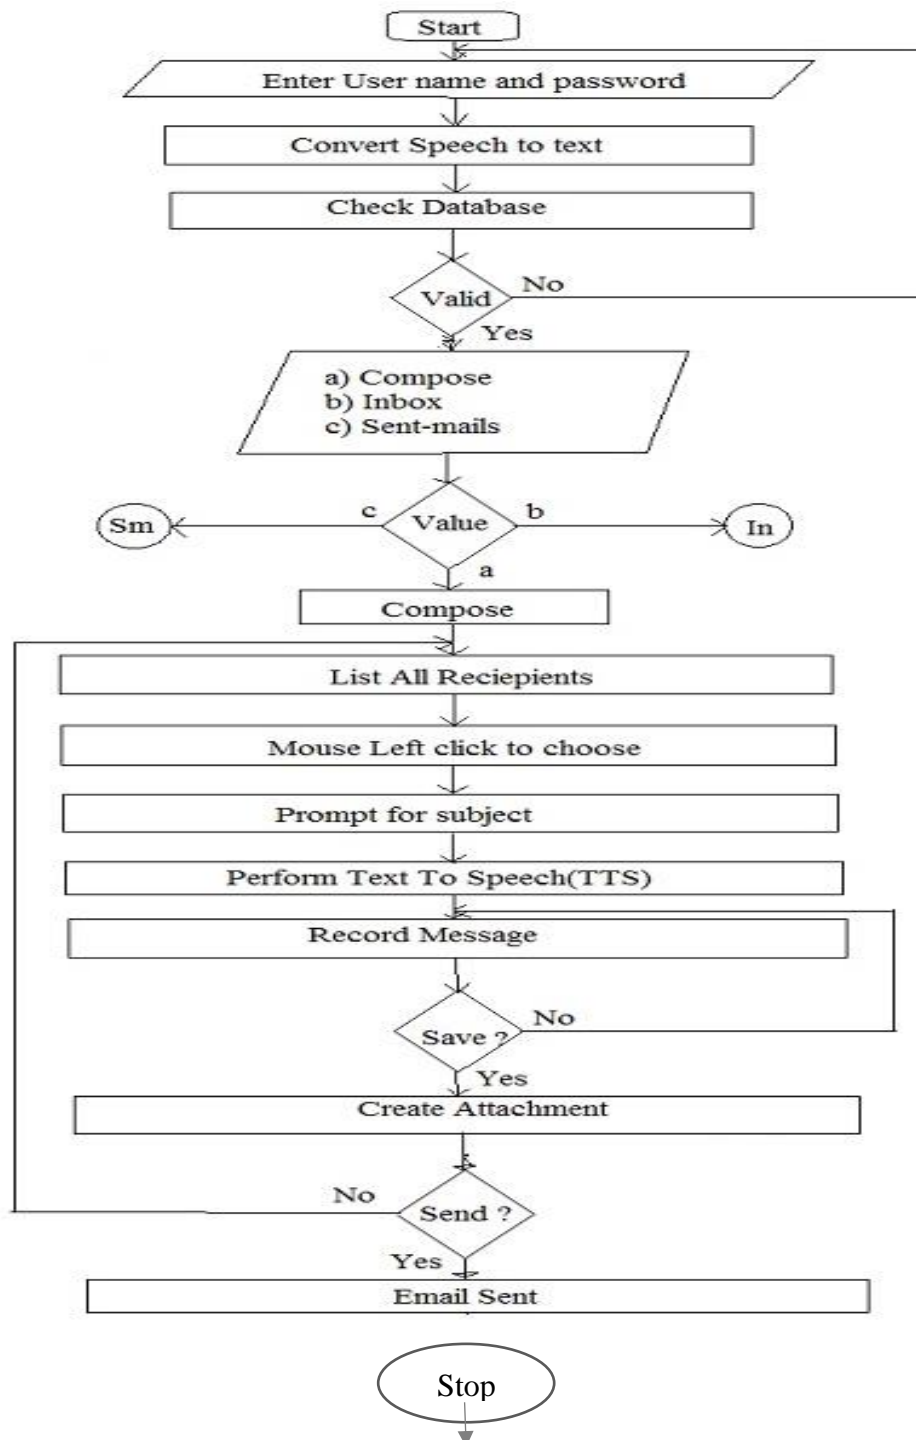 Start
Enter User name and password
Convert Speech to text
Check Database
Valid
No
Yes
a) Compose
b) Inbox
c) Sent-mails
Sm
c
Value
b
In
a
Compose
List All Reciepients
Mouse Left click to choose
Prompt for subject
Perform Text To Speech(TTS)
Record Message
Save ?
No
Yes
Create Attachment
No
Send ?
Yes
Email Sent
Stop